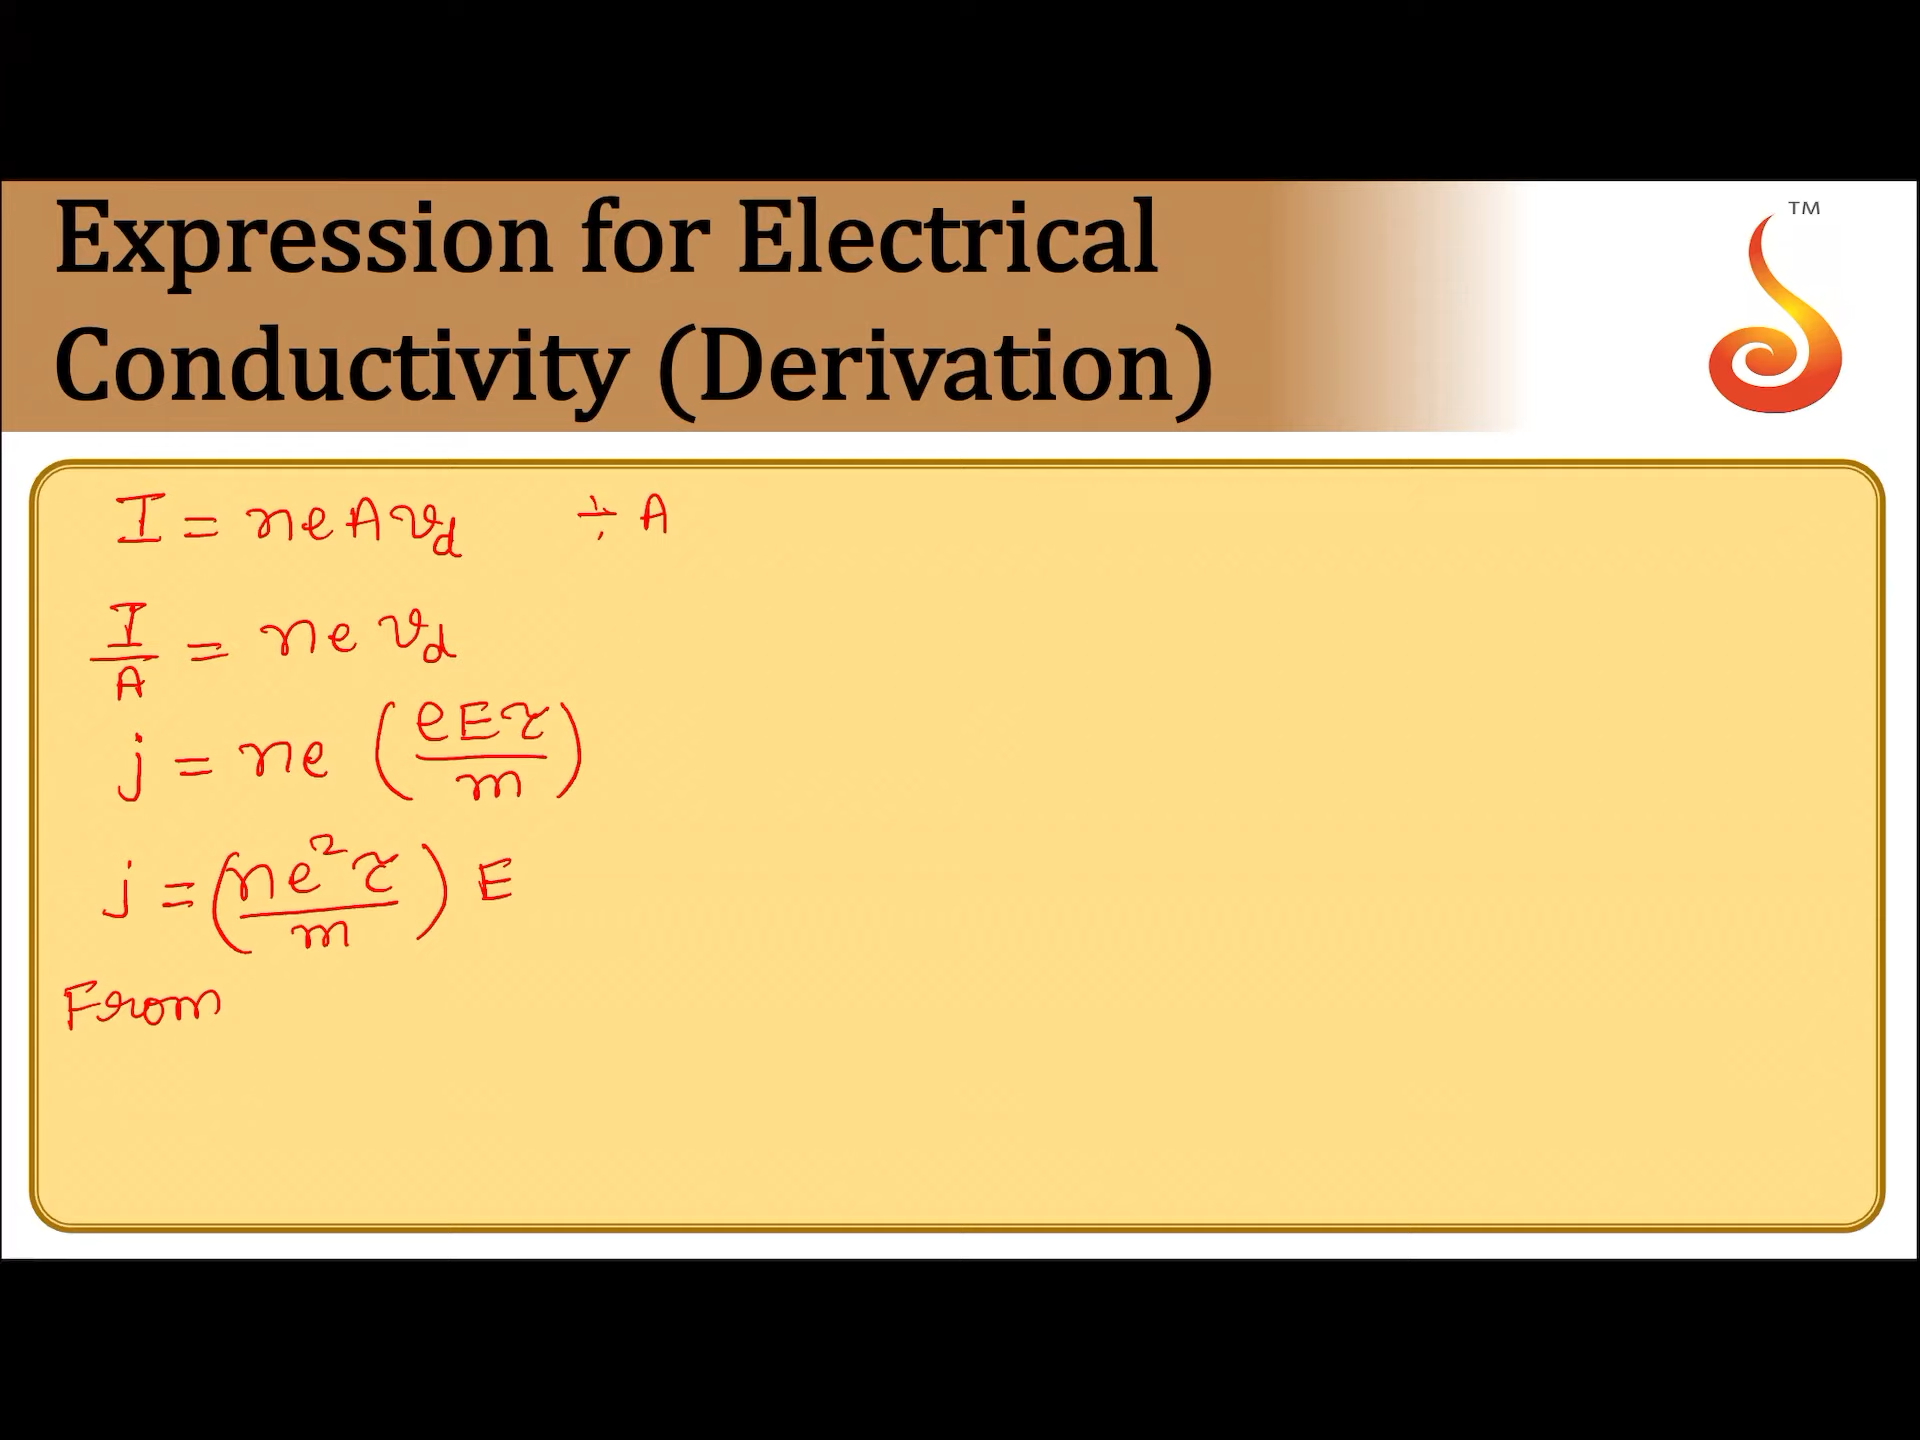 Expression for Electrical
Conductivity (Derivation)
TM
I = neAv_d ÷ A
I/A = nev_d
j = ne (eEτ/m)
j = (ne²τ/m) E
From